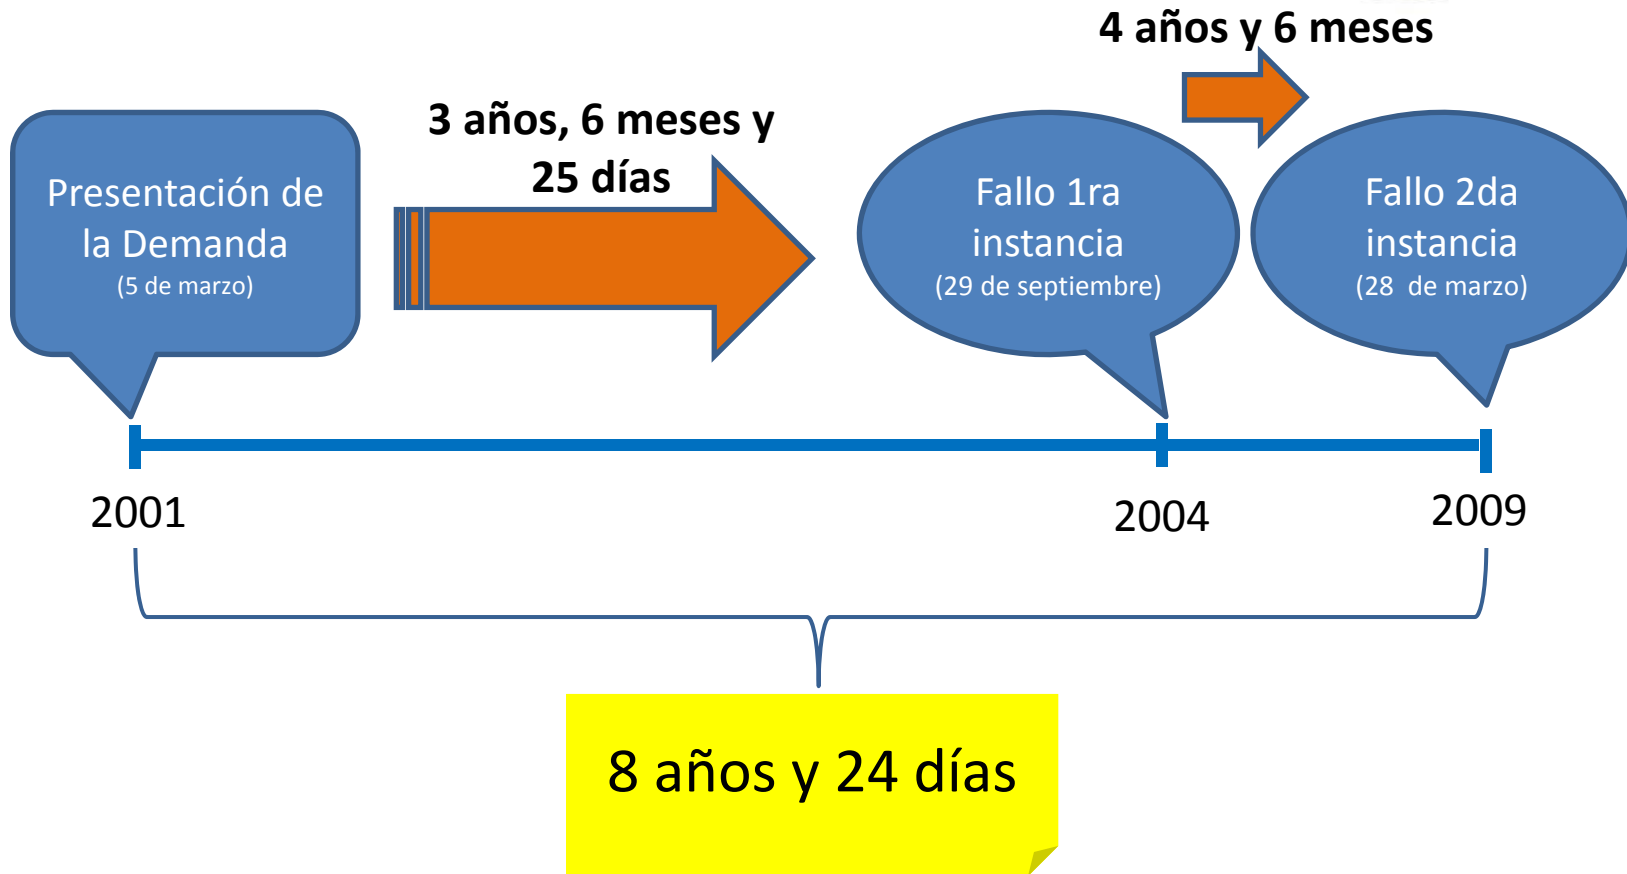 4 años y 6 meses
3 años, 6 meses y
25 días
Presentación de
la Demanda
(5 de marzo)
Fallo 1ra
instancia
(29 de septiembre)
Fallo 2da
instancia
(28 de marzo)
2001
2004
2009
8 años y 24 días